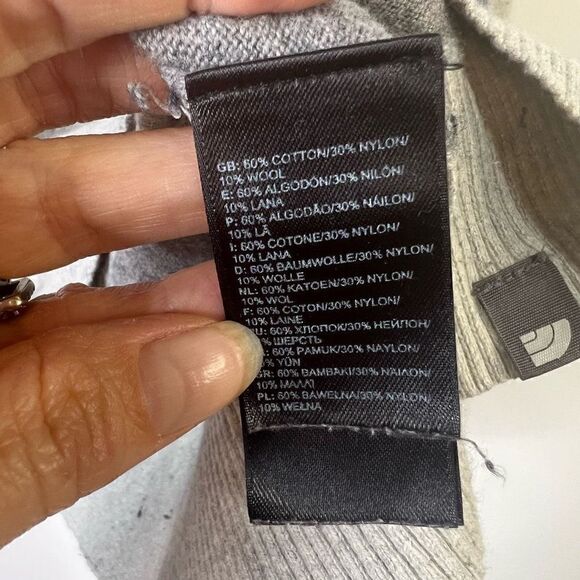 GB: 60% COTTON/30% NYLON/
10% WOOL
E: 60% ALGODÓN/30% NILÓN/
10% LANA
P: 60% ALGODÃO/30% NÁILON/
10% LÃ
I: 60% COTONE/30% NYLON/
10% LANA
D: 60% BAUMWOLLE/30% NYLON/
10% WOLLE
NL: 60% KATOEN/30% NYLON/
10% WOL
F: 60% COTON/30% NYLON/
10% LAINE
60% ХЛОПОК/30% НЕЙЛОН/
ШЕРСТЬ
60% PAMUK/30% NAYLON/
YÜN
GR: 60% ΒΑΜΒΑΚΙ/30% ΝΑΙΛΟΝ/
10% ΜΑΛΛΙ
PL: 60% BAWEŁNA/30% NYLON/
10% WEŁNA